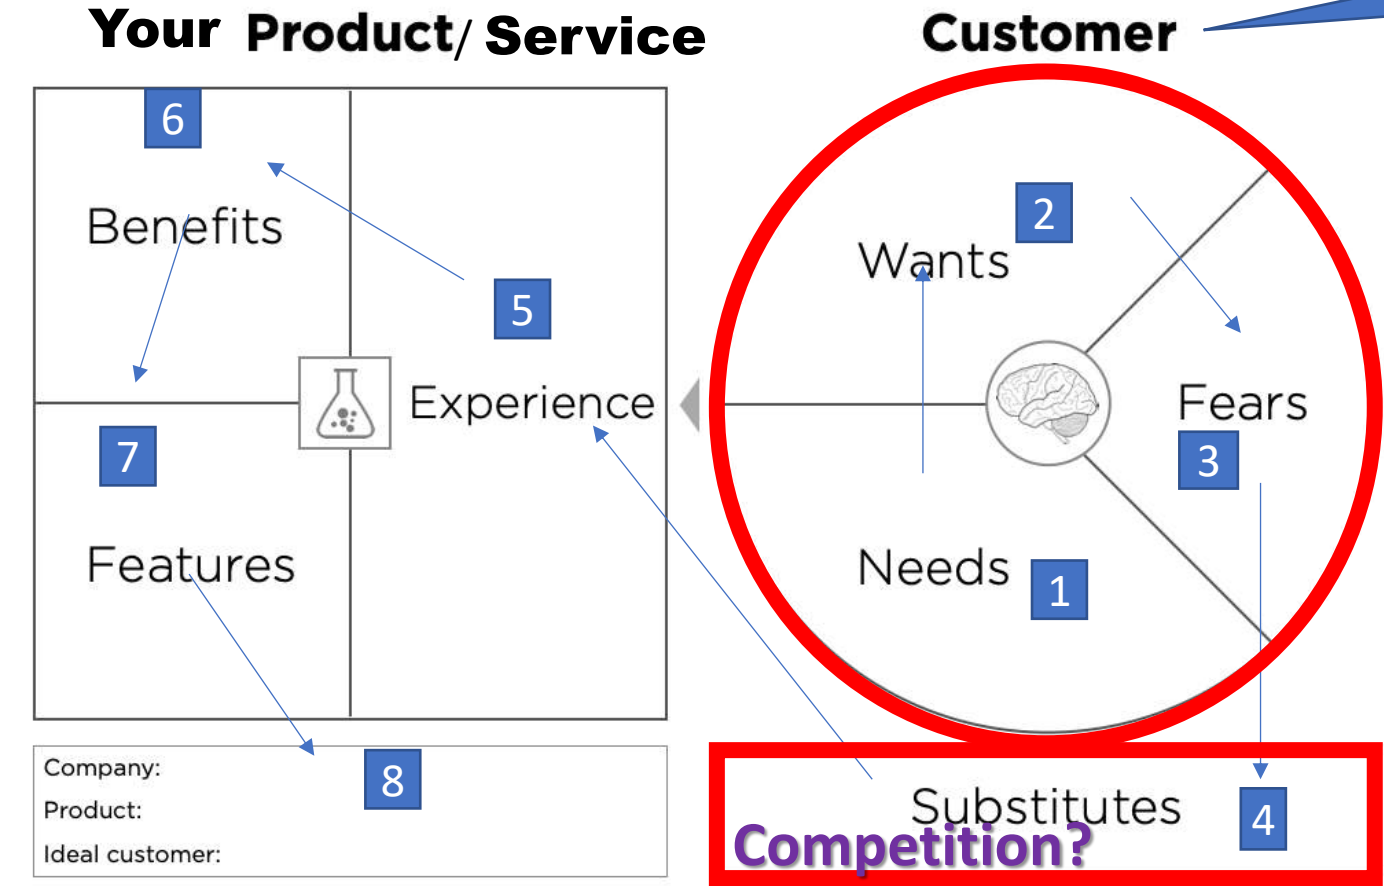 Your Product/ Service
Customer
6
Benefits
5
Experience
7
Features
2
Wants
Fears
3
Needs
1
Company:
Product:
Ideal customer:
8
Substitutes
4
Competition?